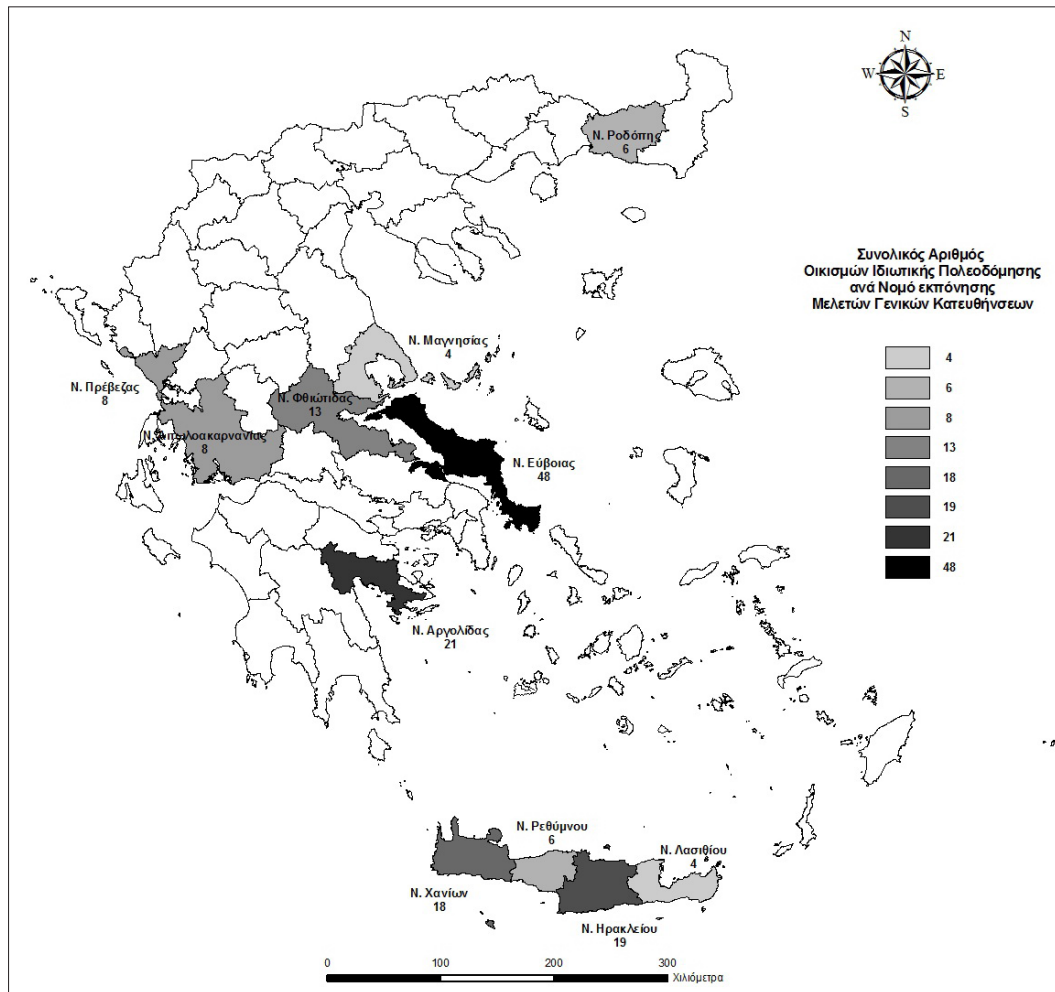 N
W E
S
Ν. Ροδόπης
6
Συνολικός Αριθμός
Οικισμών Ιδιωτικής Πολεοδόμησης
ανά Νομό εκπόνησης
Μελετών Γενικών Κατευθήνσεων
4
6
8
13
18
19
21
48
Ν. Μαγνησίας
4
Ν. Πρέβεζας
8
Ν. Φθιώτιδας
13
Ν. Αιτωλοακαρνανίας
8
Ν. Εύβοιας
48
Ν. Αργολίδας
21
Ν. Ρεθύμνου
6
Ν. Λασιθίου
4
Ν. Χανίων
18
Ν. Ηρακλείου
19
0 100 200 300
Χιλιόμετρα